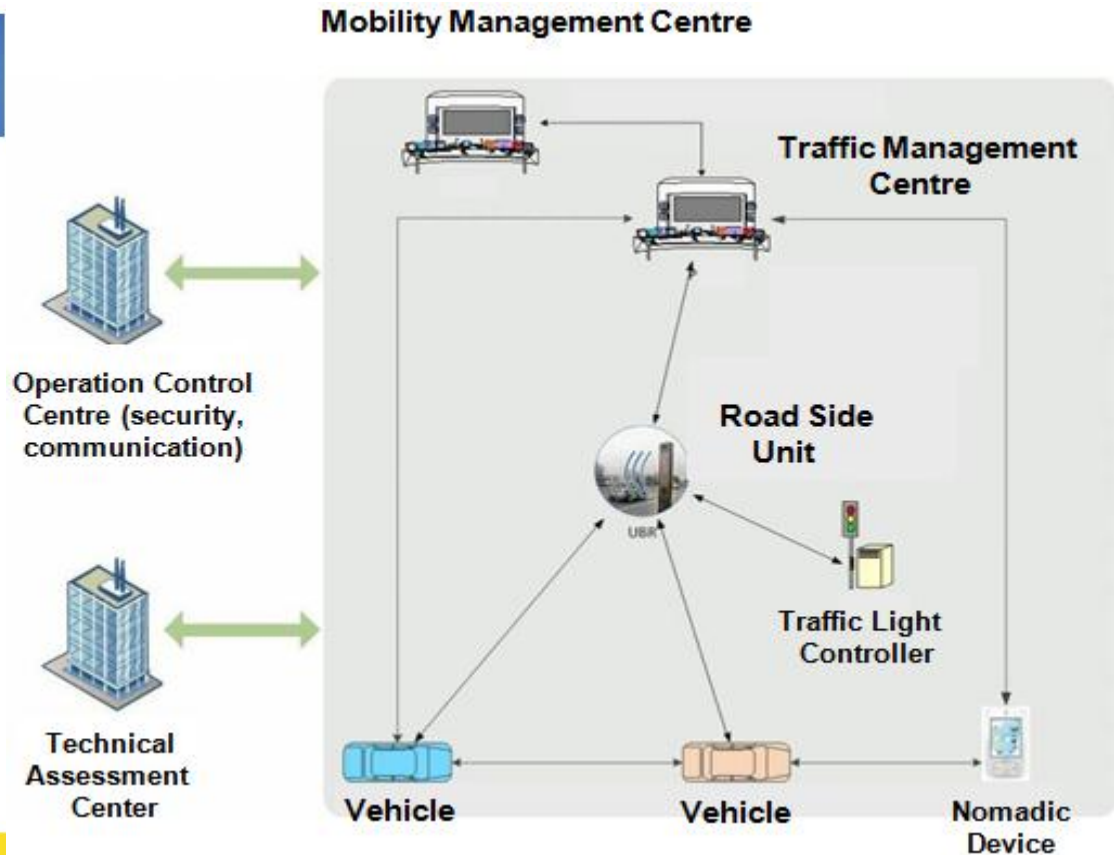 Mobility Management Centre
Traffic Management
Centre
Operation Control
Centre (security,
communication)
Road Side
Unit
UBR
Traffic Light
Controller
Technical
Assessment
Center
Vehicle
Vehicle
Nomadic
Device